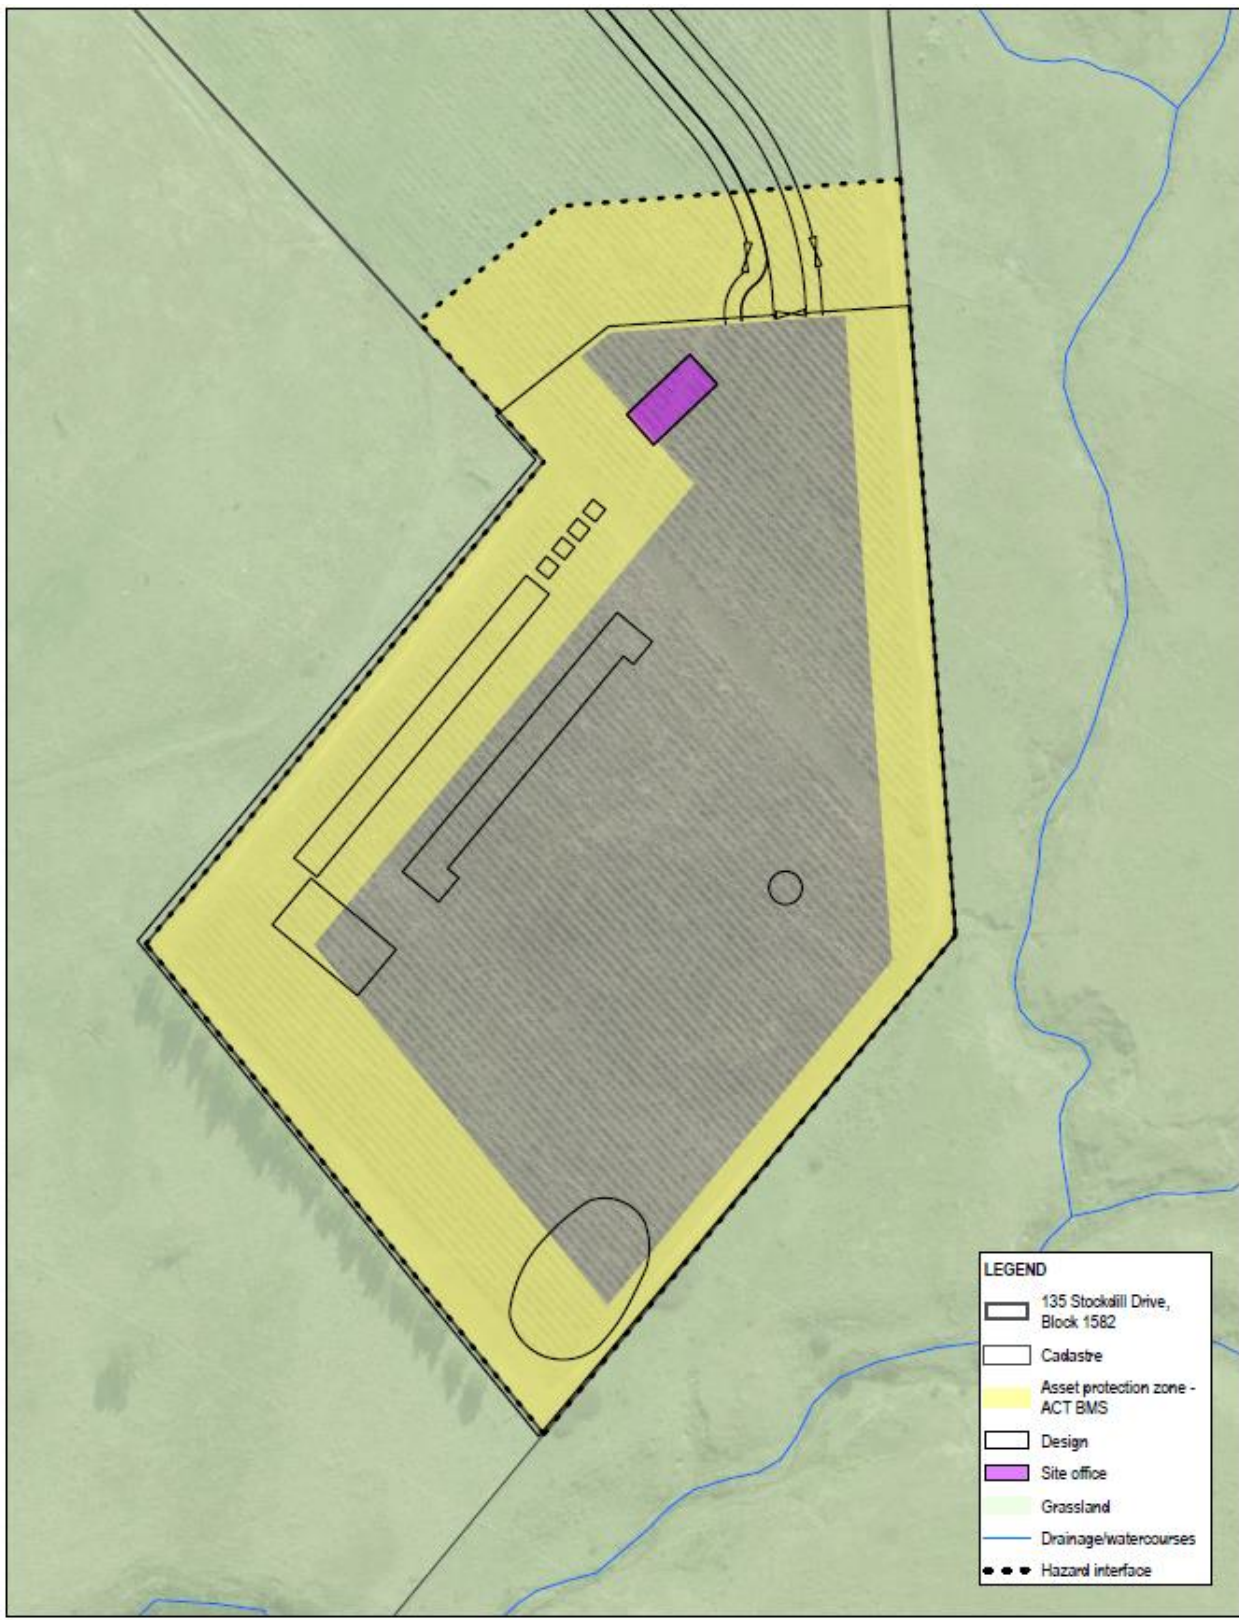 LEGEND
135 Stockdill Drive,
Block 1582
Cadastre
Asset protection zone -
ACT BMS
Design
Site office
Grassland
Drainage/watercourses
Hazard interface